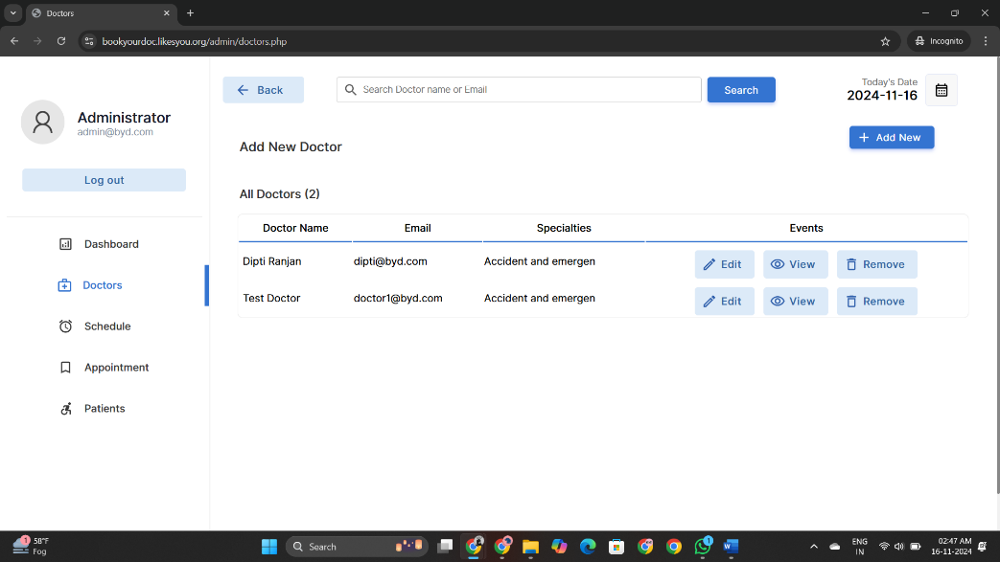 Doctors
bookyourdoc.likesyou.org/admin/doctors.php
Incognito
Administrator
admin@byd.com
Log out
Dashboard
Doctors
Schedule
Appointment
Patients
Back
Search Doctor name or Email
Search
Today's Date
2024-11-16
Add New Doctor
+ Add New
All Doctors (2)
Doctor Name Email Specialties Events
Dipti Ranjan dipti@byd.com Accident and emergen Edit View Remove
Test Doctor doctor1@byd.com Accident and emergen Edit View Remove
1
58°F
Fog
Search
1
ENG
IN
02:47 AM
16-11-2024